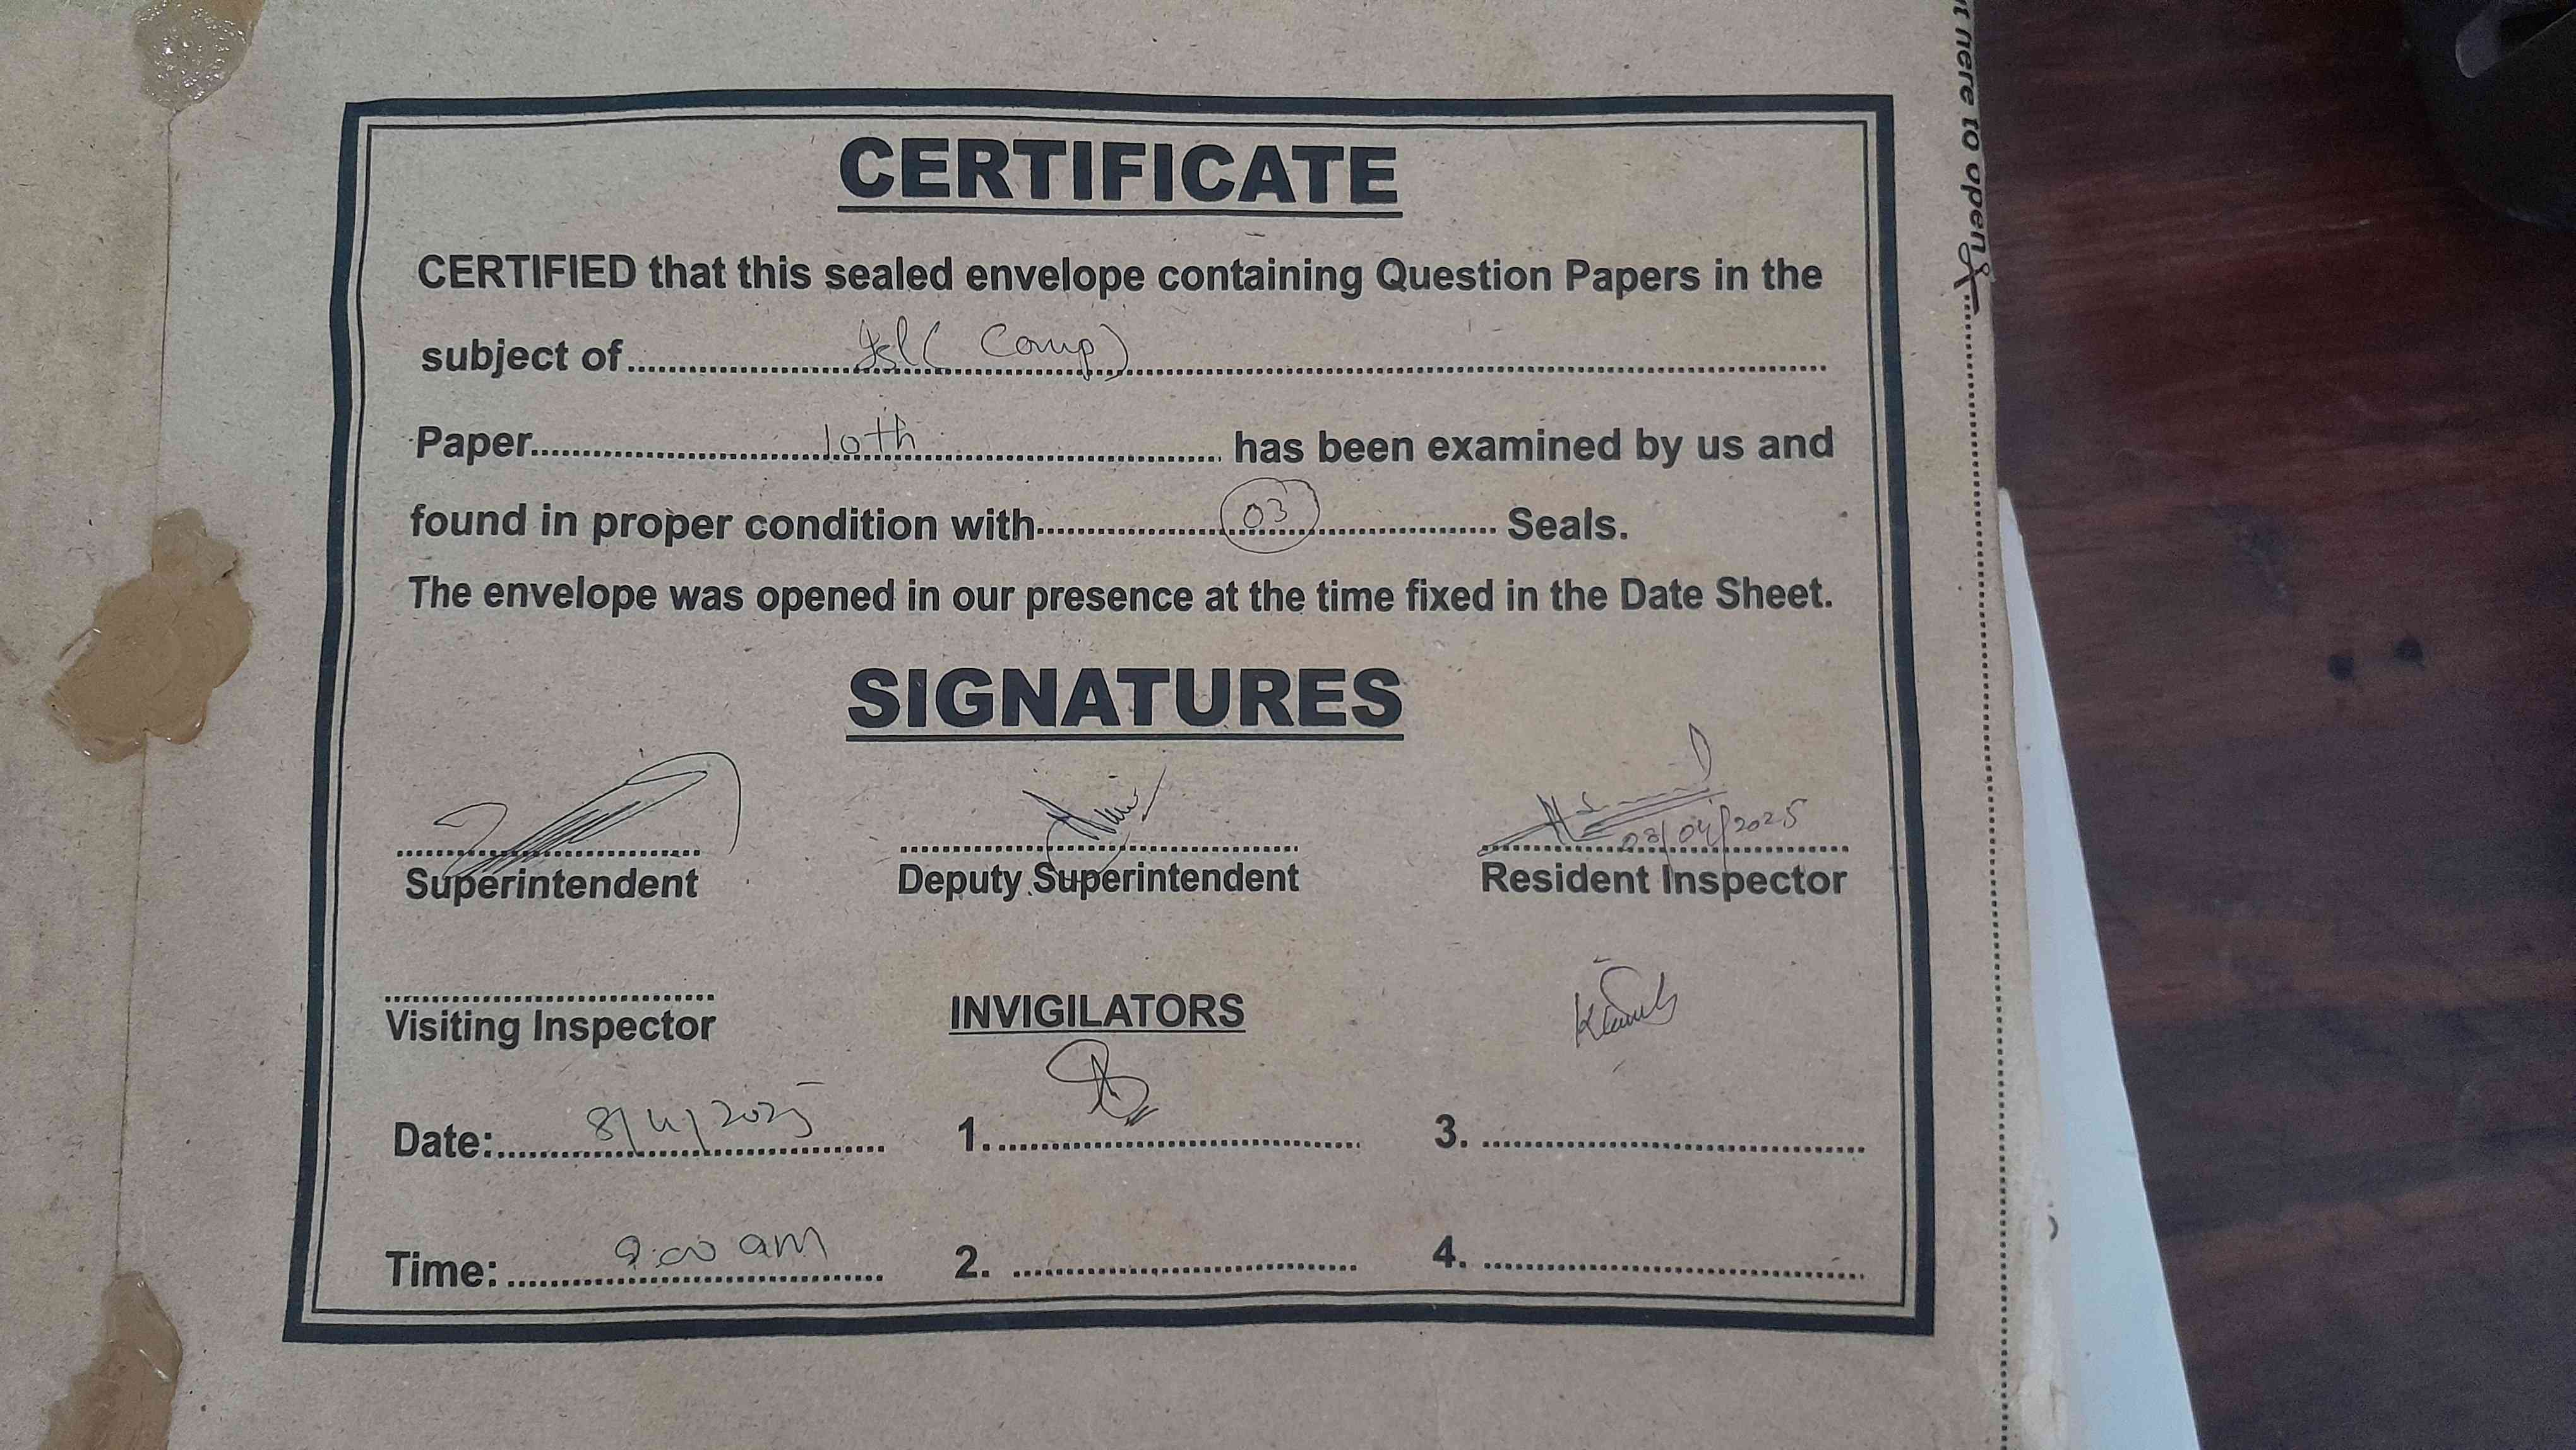 CERTIFICATE
CERTIFIED that this sealed envelope containing Question Papers in the
subject of Isl (Comp)
Paper 10th has been examined by us and
found in proper condition with 03 Seals.
The envelope was opened in our presence at the time fixed in the Date Sheet.
SIGNATURES
03/04/2025
Superintendent Deputy Superintendent Resident Inspector
Visiting Inspector INVIGILATORS
Date: 8/4/2025 1. 3.
Time: 9:00 am 2. 4.
here to open